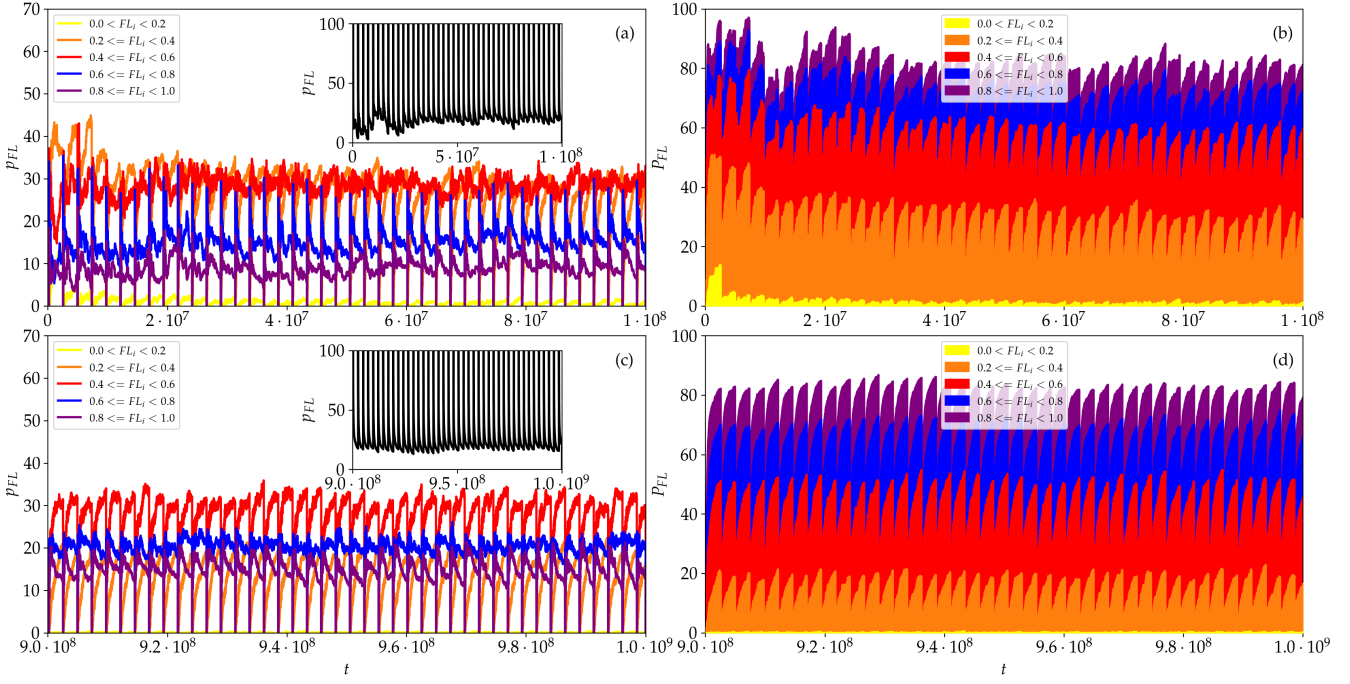 0.0 < FL_i < 0.2
0.2 <= FL_i < 0.4
0.4 <= FL_i < 0.6
0.6 <= FL_i < 0.8
0.8 <= FL_i < 1.0
(a)
p_FL
0 10 20 30 40 50 60 70
0 2·10^7 4·10^7 6·10^7 8·10^7 1·10^8
p_FL
0 50 100
0 5·10^7 1·10^8
0.0 < FL_i < 0.2
0.2 <= FL_i < 0.4
0.4 <= FL_i < 0.6
0.6 <= FL_i < 0.8
0.8 <= FL_i < 1.0
(b)
P_FL
0 20 40 60 80 100
0 2·10^7 4·10^7 6·10^7 8·10^7 1·10^8
0.0 < FL_i < 0.2
0.2 <= FL_i < 0.4
0.4 <= FL_i < 0.6
0.6 <= FL_i < 0.8
0.8 <= FL_i < 1.0
(c)
p_FL
0 10 20 30 40 50 60 70
9.0·10^8 9.2·10^8 9.4·10^8 9.6·10^8 9.8·10^8 1.0·10^9
t
p_FL
0 50 100
9.0·10^8 9.5·10^8 1.0·10^9
0.0 < FL_i < 0.2
0.2 <= FL_i < 0.4
0.4 <= FL_i < 0.6
0.6 <= FL_i < 0.8
0.8 <= FL_i < 1.0
(d)
P_FL
0 20 40 60 80 100
9.0·10^8 9.2·10^8 9.4·10^8 9.6·10^8 9.8·10^8 1.0·10^9
t